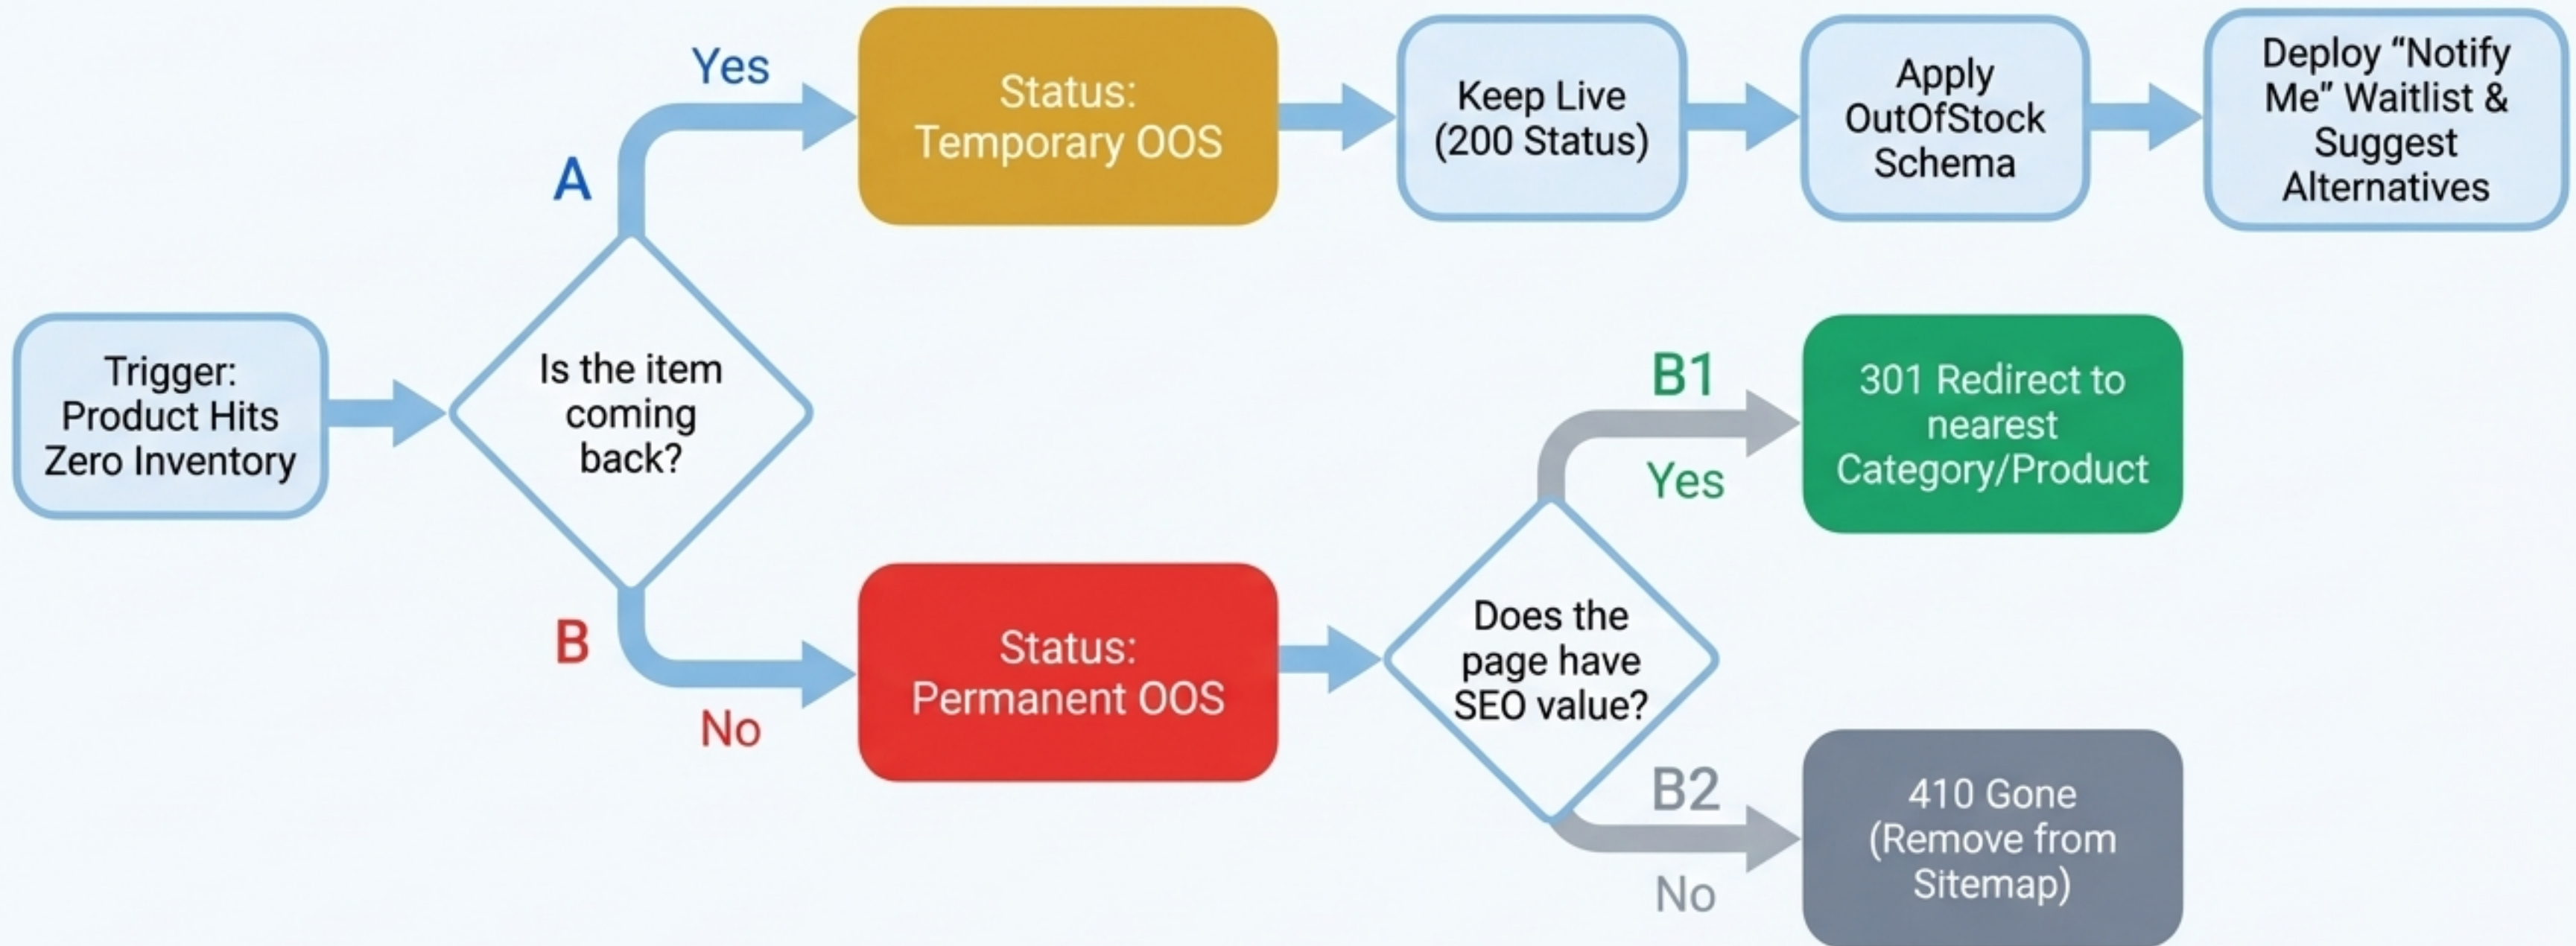 Trigger:
Product Hits
Zero Inventory
Is the item
coming
back?
A
Yes
Status:
Temporary OOS
Keep Live
(200 Status)
Apply
OutOfStock
Schema
Deploy “Notify
Me” Waitlist &
Suggest
Alternatives
B
No
Status:
Permanent OOS
Does the
page have
SEO value?
B1
Yes
301 Redirect to
nearest
Category/Product
B2
No
410 Gone
(Remove from
Sitemap)